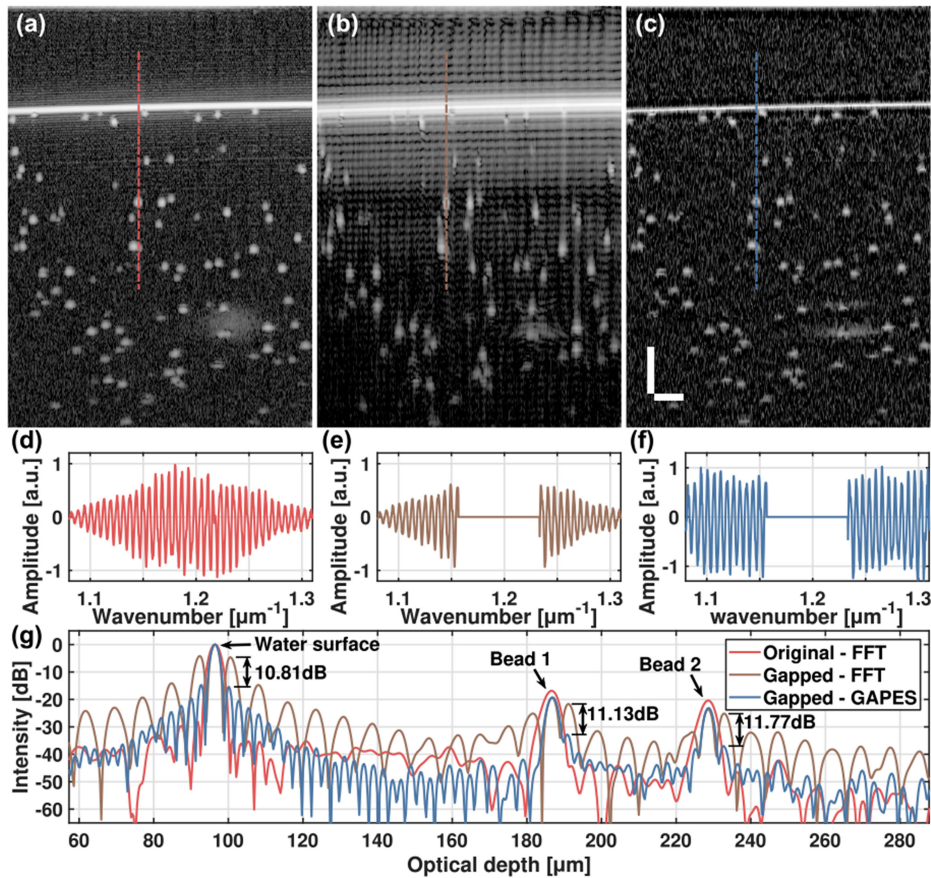 (a) (b) (c)
(d) (e) (f)
Amplitude [a.u.] Amplitude [a.u.] Amplitude [a.u.]
1 1 1
0 0 0
-1 -1 -1
1.1 1.2 1.3 1.1 1.2 1.3 1.1 1.2 1.3
Wavenumber [µm⁻¹] Wavenumber [µm⁻¹] wavenumber [µm⁻¹]
(g)
Intensity [dB]
0
-10
-20
-30
-40
-50
-60
Water surface
10.81dB
Bead 1
11.13dB
Bead 2
11.77dB
Original - FFT
Gapped - FFT
Gapped - GAPES
60 80 100 120 140 160 180 200 220 240 260 280
Optical depth [µm]